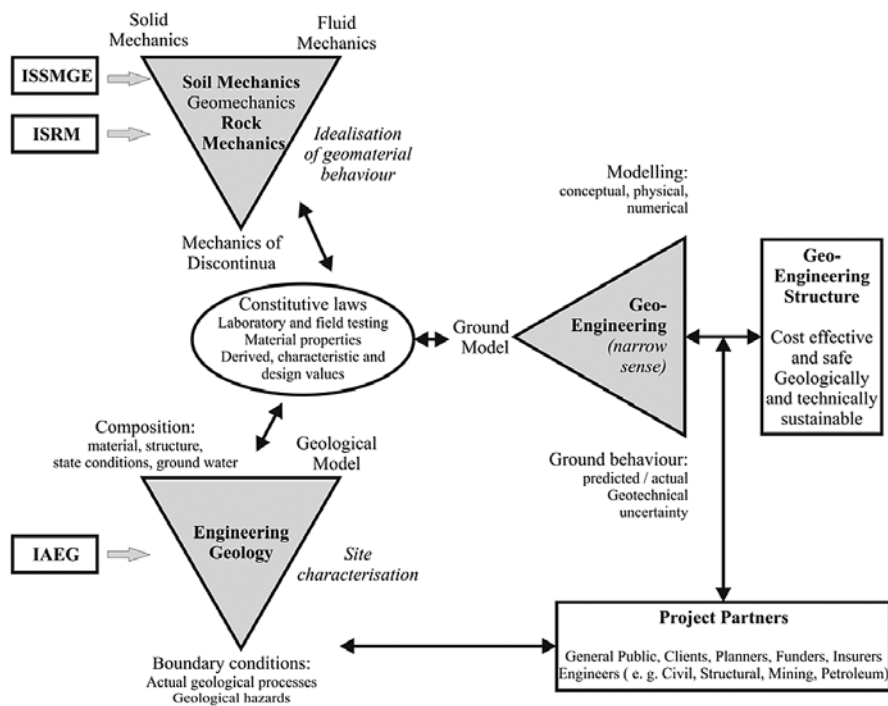 Solid
Mechanics
Fluid
Mechanics
ISSMGE
ISRM
Soil Mechanics
Geomechanics
Rock
Mechanics
Idealisation
of geomaterial
behaviour
Mechanics of
Discontinua
Constitutive laws
Laboratory and field testing
Material properties
Derived, characteristic and
design values
Modelling:
conceptual, physical,
numerical
Ground
Model
Geo-
Engineering
(narrow
sense)
Ground behaviour:
predicted / actual
Geotechnical
uncertainty
Geo-
Engineering
Structure
Cost effective
and safe
Geologically
and technically
sustainable
Composition:
material, structure,
state conditions, ground water
Geological
Model
IAEG
Engineering
Geology
Site
characterisation
Boundary conditions:
Actual geological processes
Geological hazards
Project Partners
General Public, Clients, Planners, Funders, Insurers
Engineers ( e. g. Civil, Structural, Mining, Petroleum)